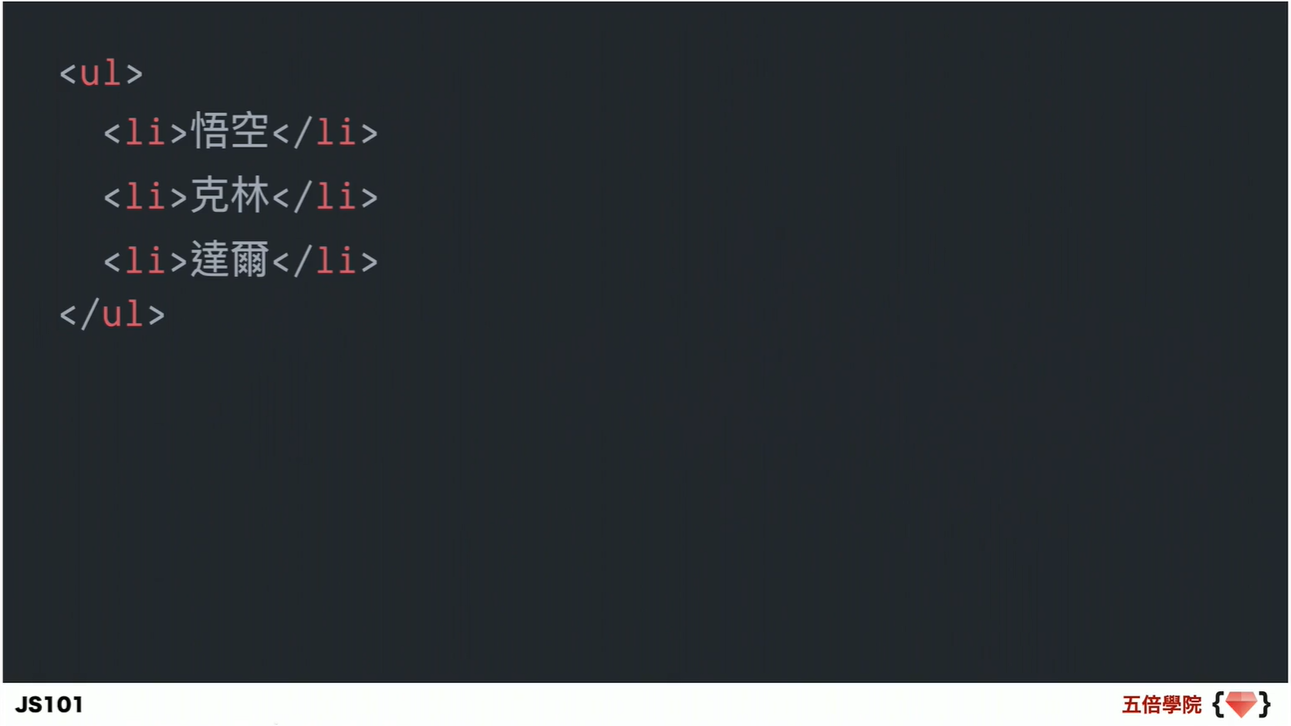 <ul>
  <li>悟空</li>
  <li>克林</li>
  <li>達爾</li>
</ul>
JS101
五倍學院 { }